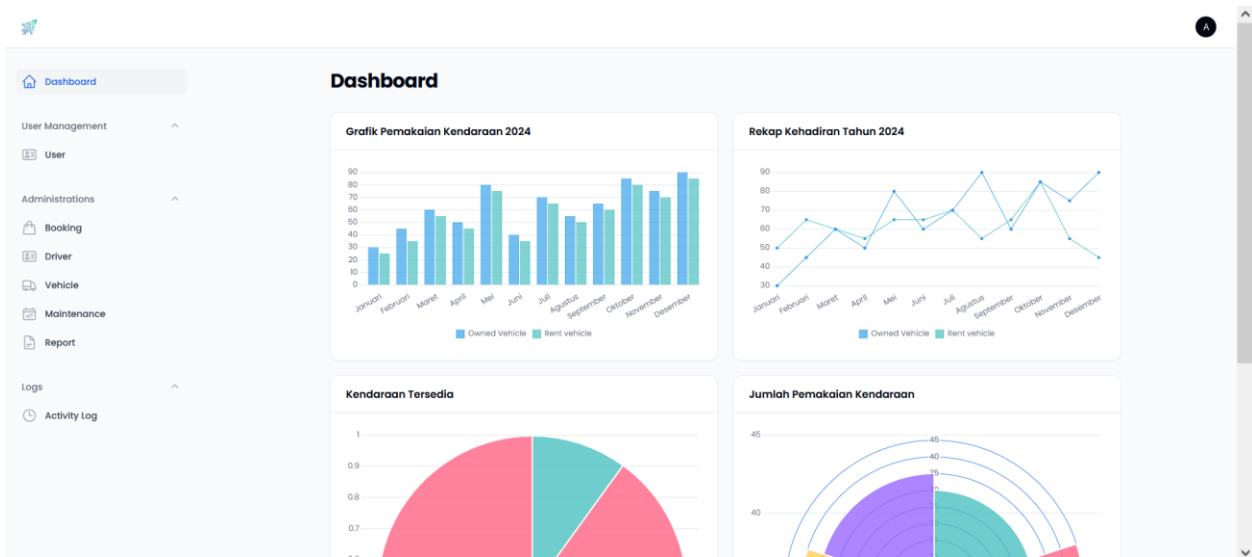 A
Dashboard
User Management
User
Administrations
Booking
Driver
Vehicle
Maintenance
Report
Logs
Activity Log
Dashboard
Grafik Pemakaian Kendaraan 2024
90
80
70
60
50
40
30
20
10
0
Januari Februari Maret April Mei Juni Juli Agustus September Oktober November Desember
Owned Vehicle Rent vehicle
Rekap Kehadiran Tahun 2024
90
80
70
60
50
40
30
Januari Februari Maret April Mei Juni Juli Agustus September Oktober November Desember
Owned Vehicle Rent vehicle
Kendaraan Tersedia
1
0.9
0.8
0.7
Jumlah Pemakaian Kendaraan
45
40
45
40
35